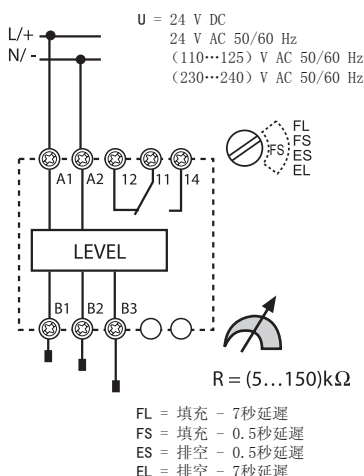 U = 24 V DC
24 V AC 50/60 Hz
(110···125) V AC 50/60 Hz
(230···240) V AC 50/60 Hz
L/+
N/-
FL
FS
ES
EL
FS
A1 A2 12 11 14
LEVEL
B1 B2 B3
R = (5...150)kΩ
FL = 填充 - 7秒延遲
FS = 填充 - 0.5秒延遲
ES = 排空 - 0.5秒延遲
EL = 排空 - 7秒延遲